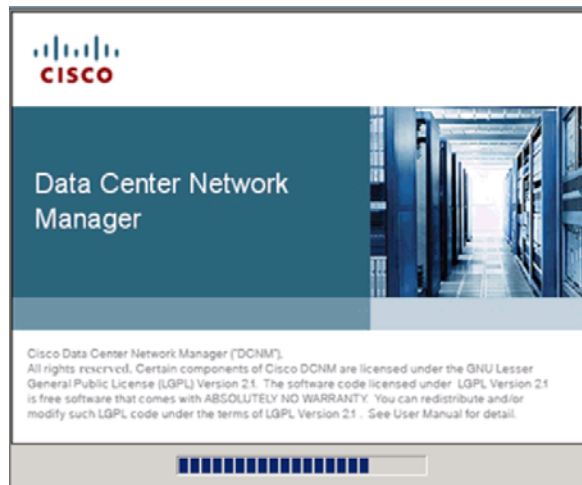 CISCO
Data Center Network
Manager
Cisco Data Center Network Manager ("DCNM"),
All rights reserved. Certain components of Cisco DCNM are licensed under the GNU Lesser
General Public License (LGPL) Version 2.1. The software code licensed under LGPL Version 2.1
is free software that comes with ABSOLUTELY NO WARRANTY. You can redistribute and/or
modify such LGPL code under the terms of LGPL Version 2.1 . See User Manual for detail.